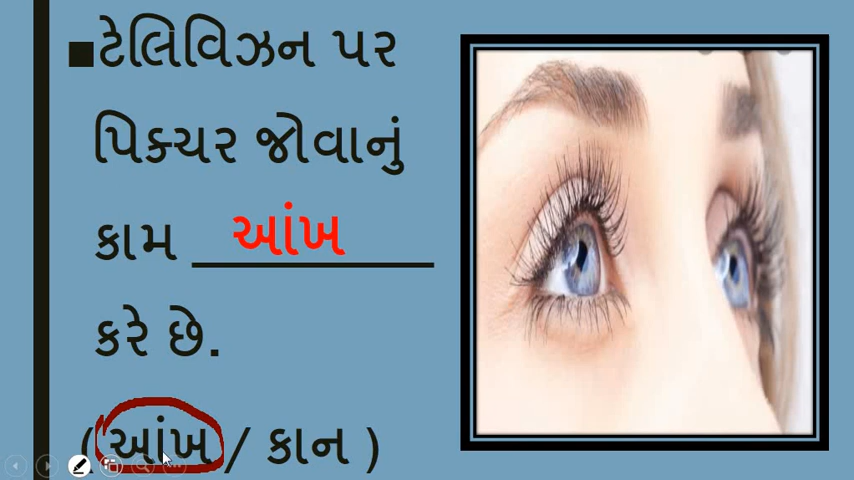 ટેલિવિઝન પર
પિક્ચર જોવાનું
કામ આંખ
કરે છે.
( આંખ / કાન )